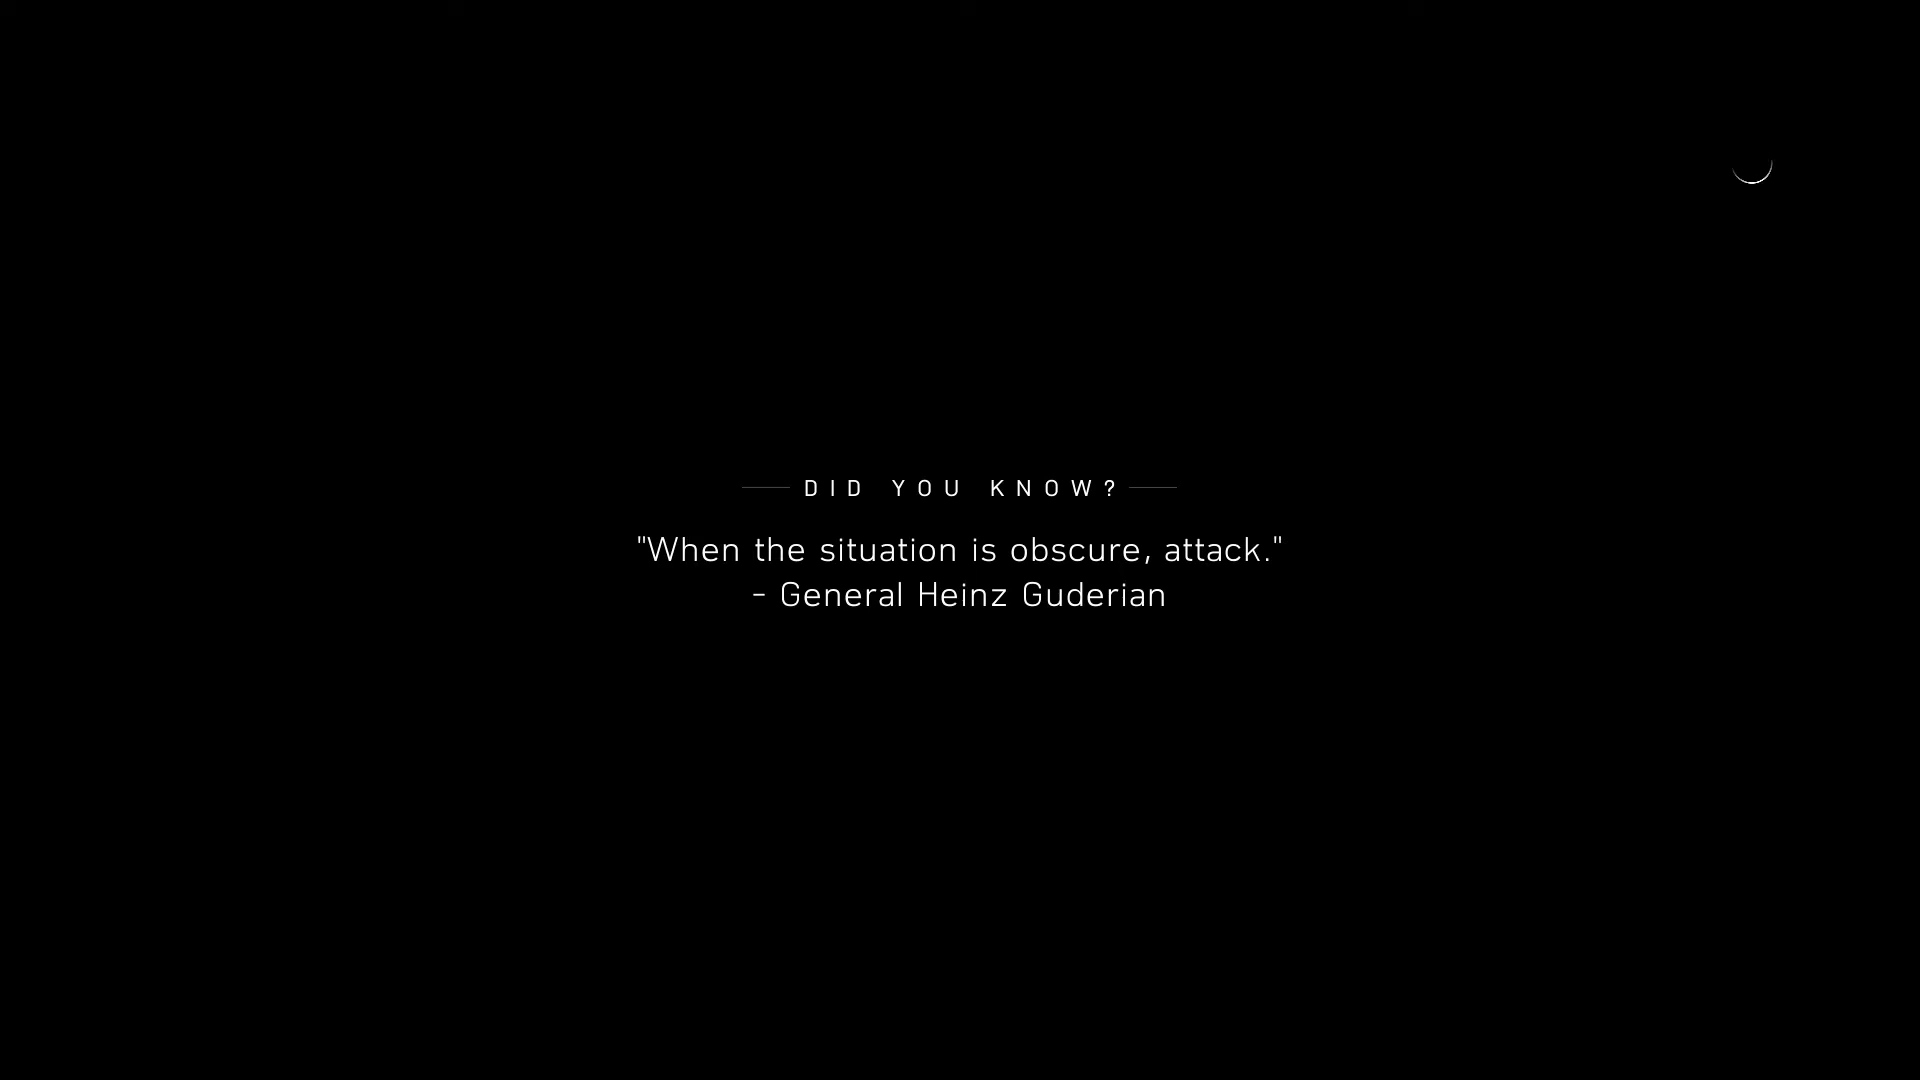 DID YOU KNOW?
"When the situation is obscure, attack."
- General Heinz Guderian